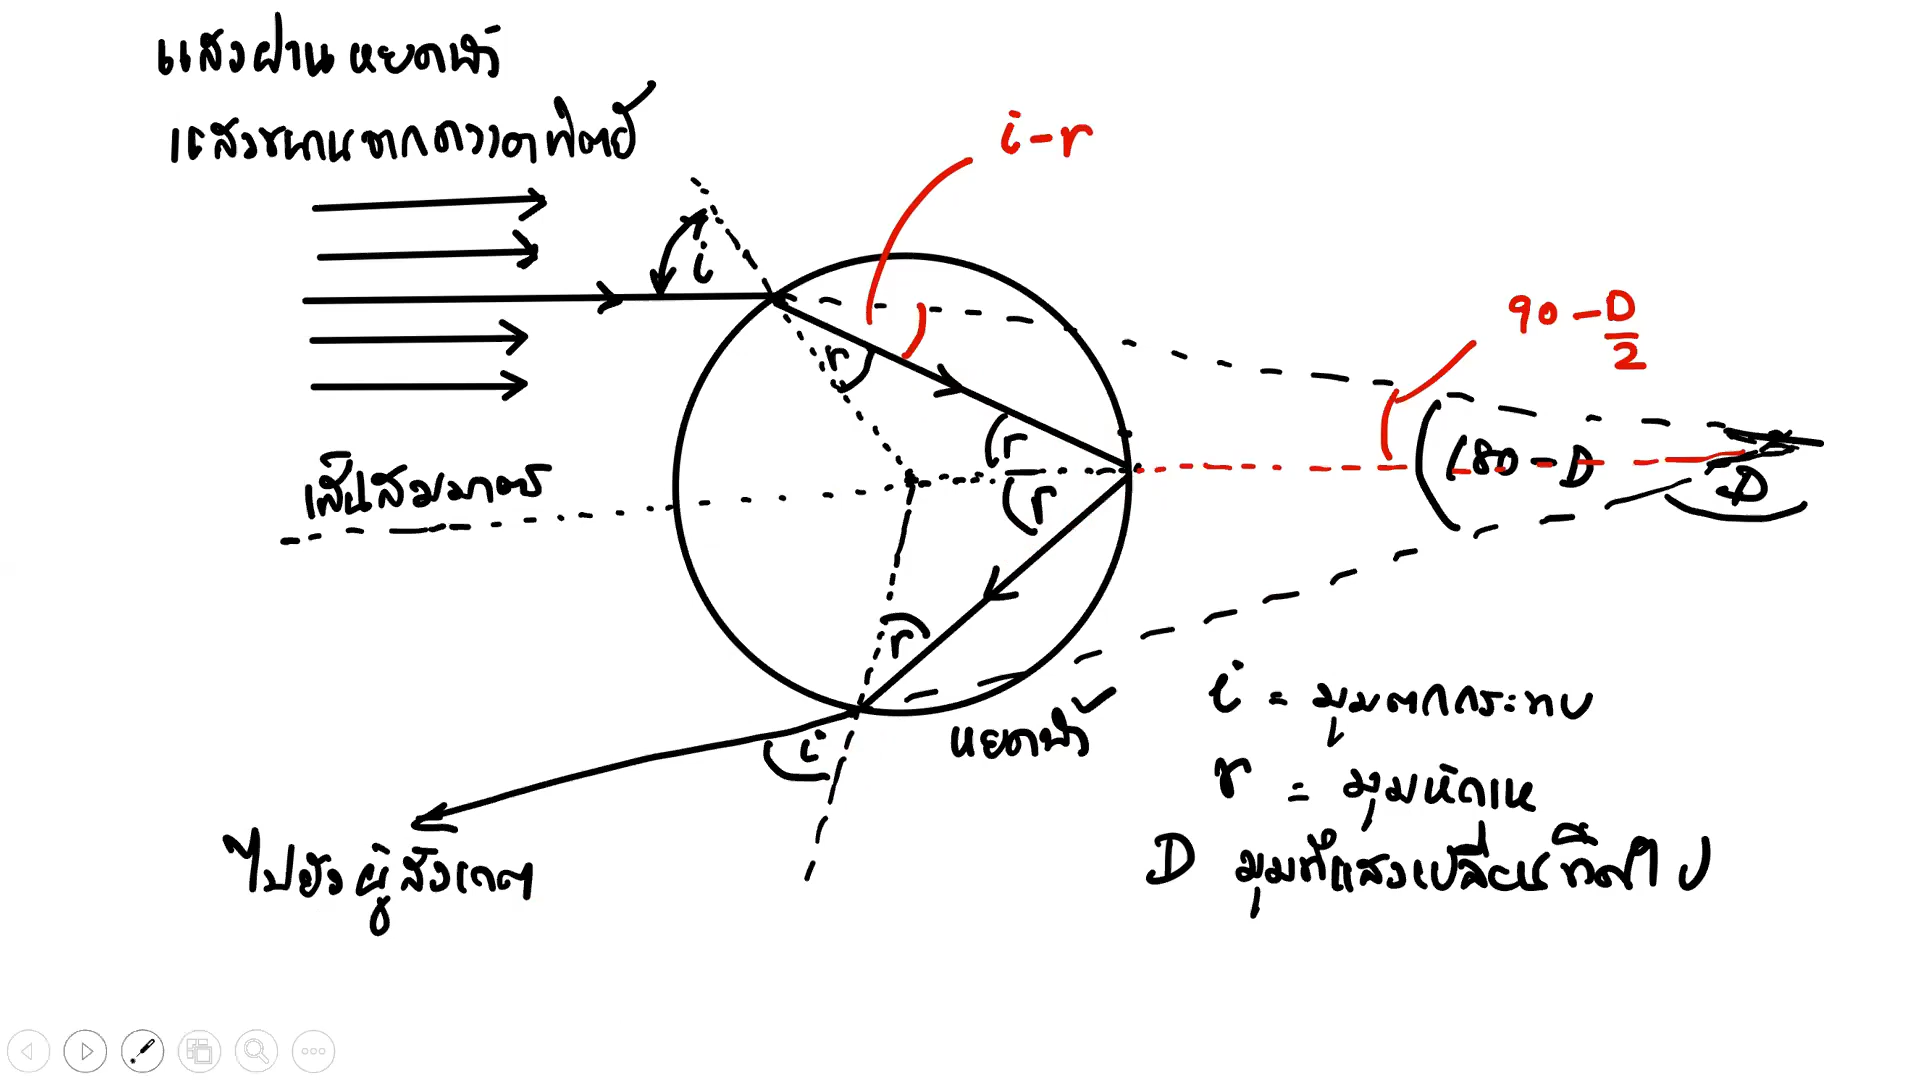 แสงผ่านหยดน้ำ
แสงขนานจากดวงอาทิตย์
i-r
i
90-D/2
r
r
180-D
D
เส้นสมมาตร
r
r
i = มุมตกกระทบ
i
หยดน้ำ
r = มุมหักเห
ไปยังผู้สังเกต
D มุมที่แสงเปลี่ยนทิศไป